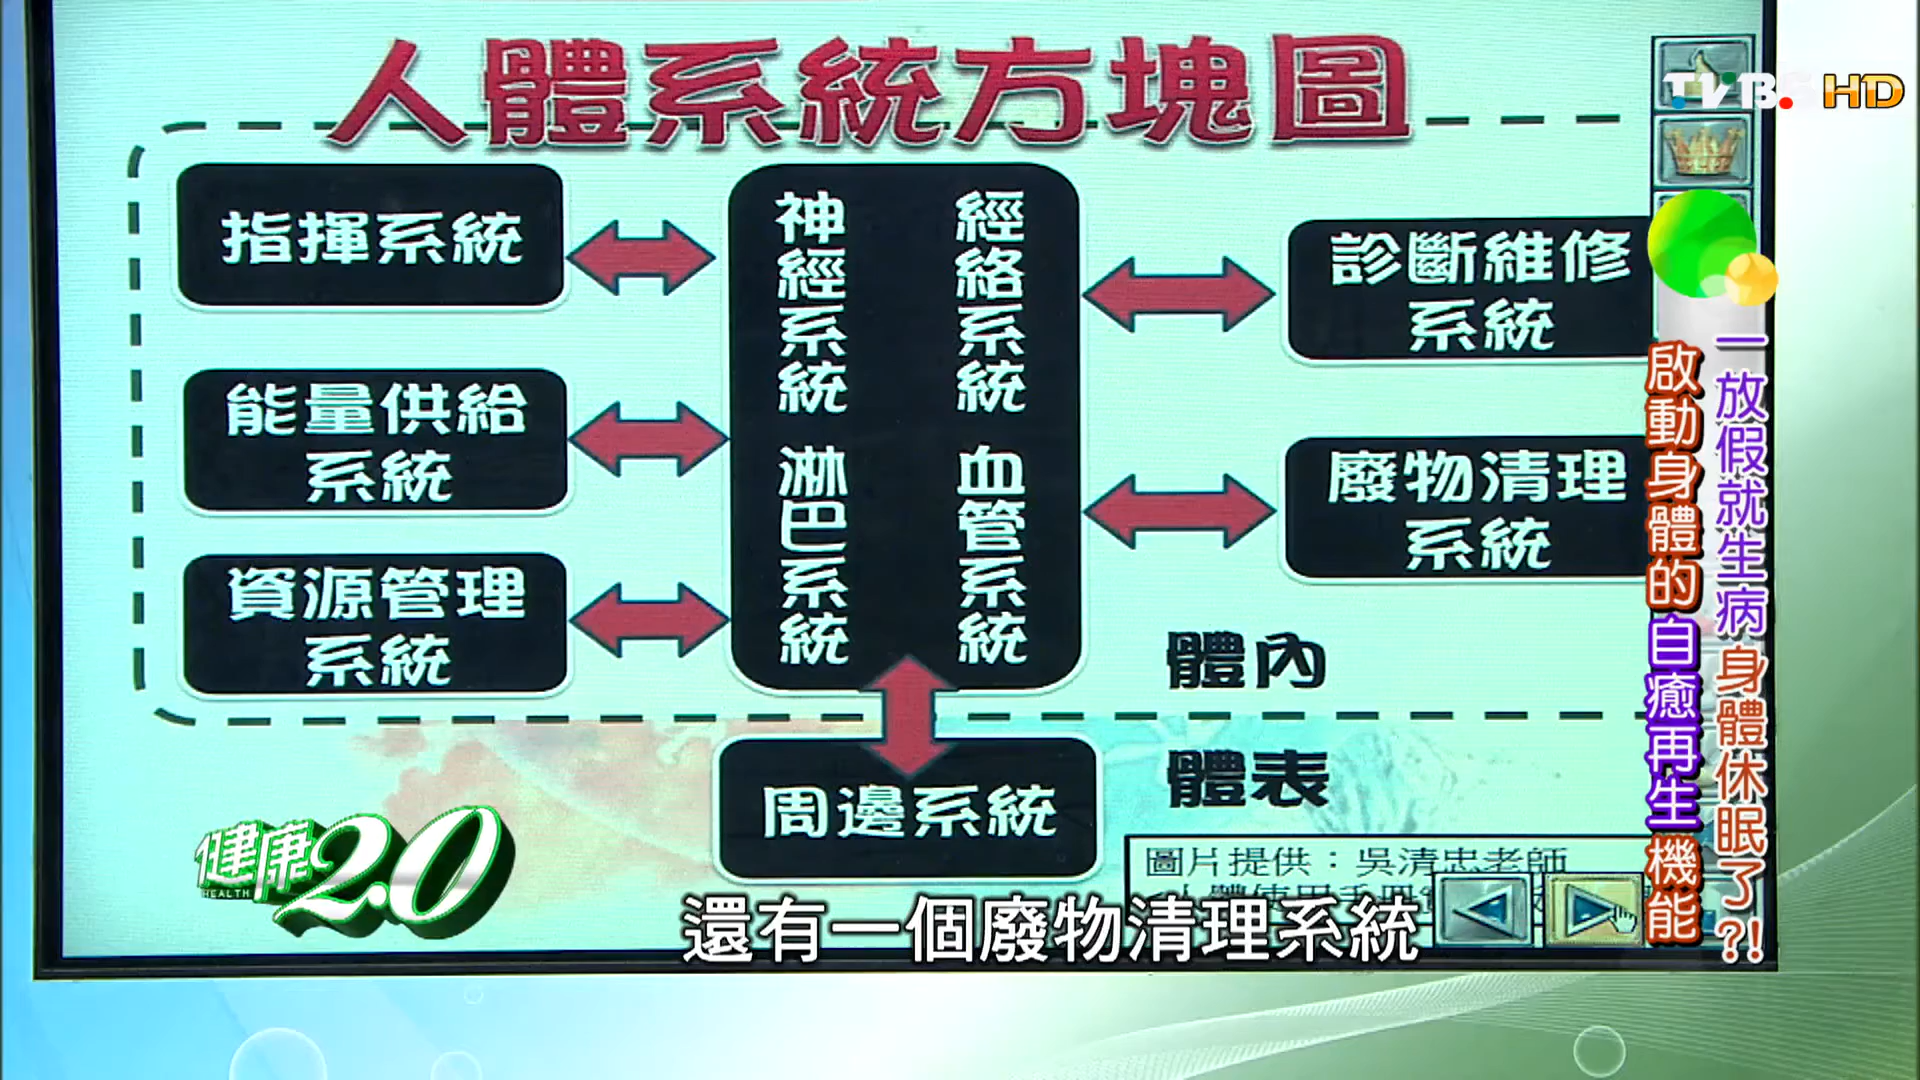 人體系統方塊圖
TVBS HD
指揮系統
能量供給
系統
資源管理
系統
神經系統
經絡系統
淋巴系統
血管系統
診斷維修
系統
廢物清理
系統
體內
體表
周邊系統
圖片提供：吳清忠老師
健康2.0
HEALTH
還有一個廢物清理系統
一放假就生病 身體休眠了?!
啟動身體的自癒再生機能